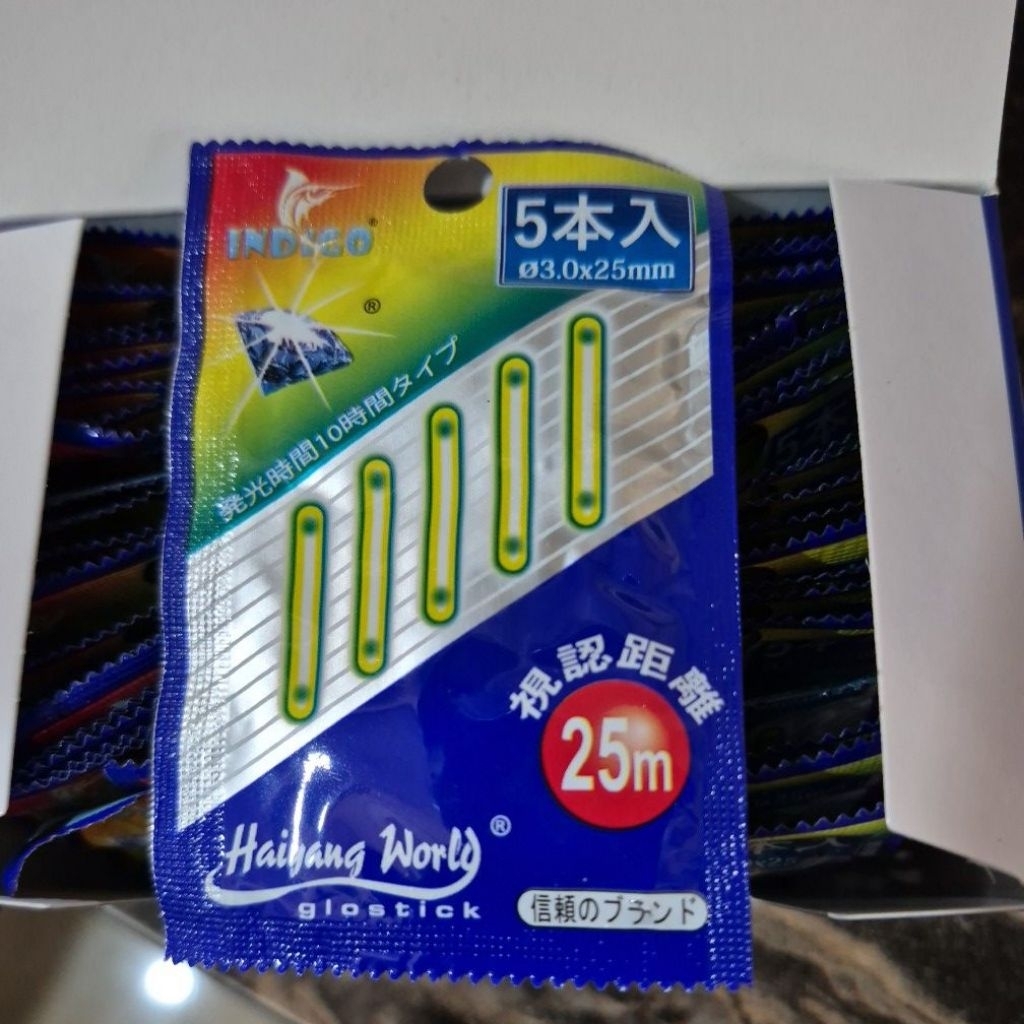 INDIGO®
®
5本入
ø3.0x25mm
発光時間10時間タイプ
視認距離
25m
Haiyang World®
glostick
信頼のブランド